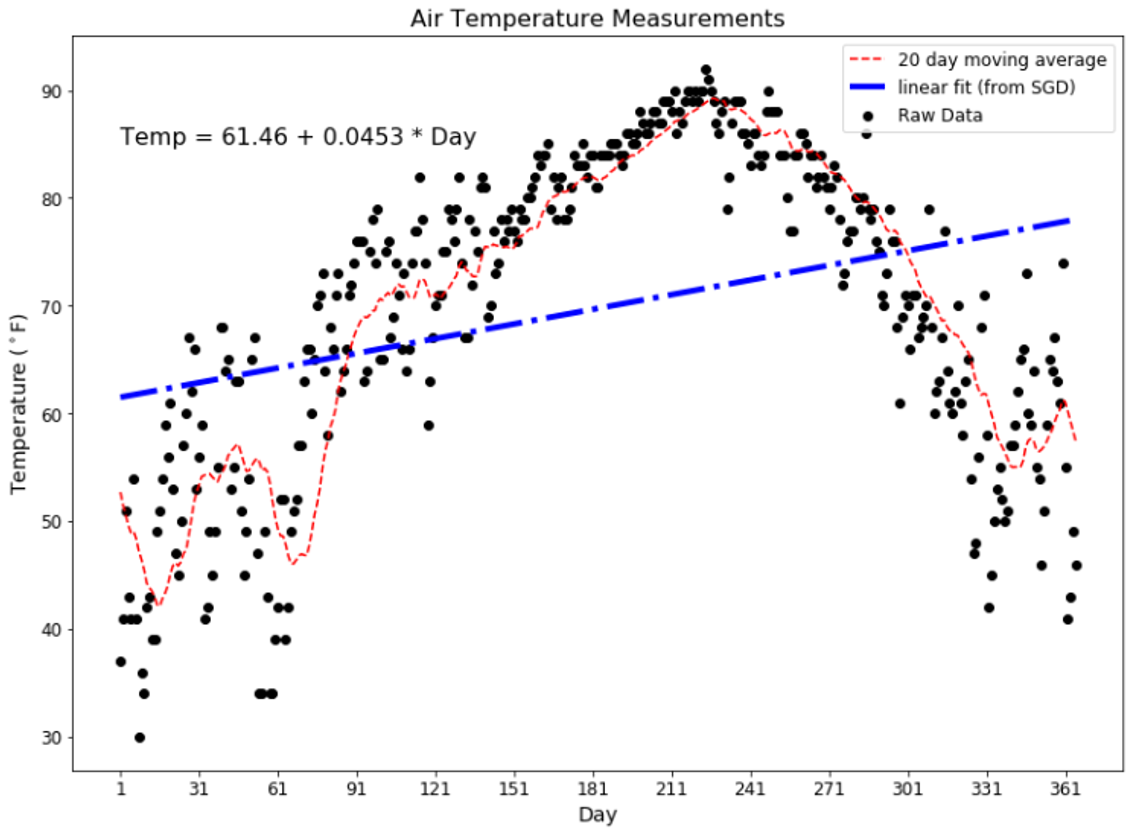 Air Temperature Measurements
20 day moving average
linear fit (from SGD)
Raw Data
Temp = 61.46 + 0.0453 * Day
Temperature (°F)
90
80
70
60
50
40
30
1 31 61 91 121 151 181 211 241 271 301 331 361
Day